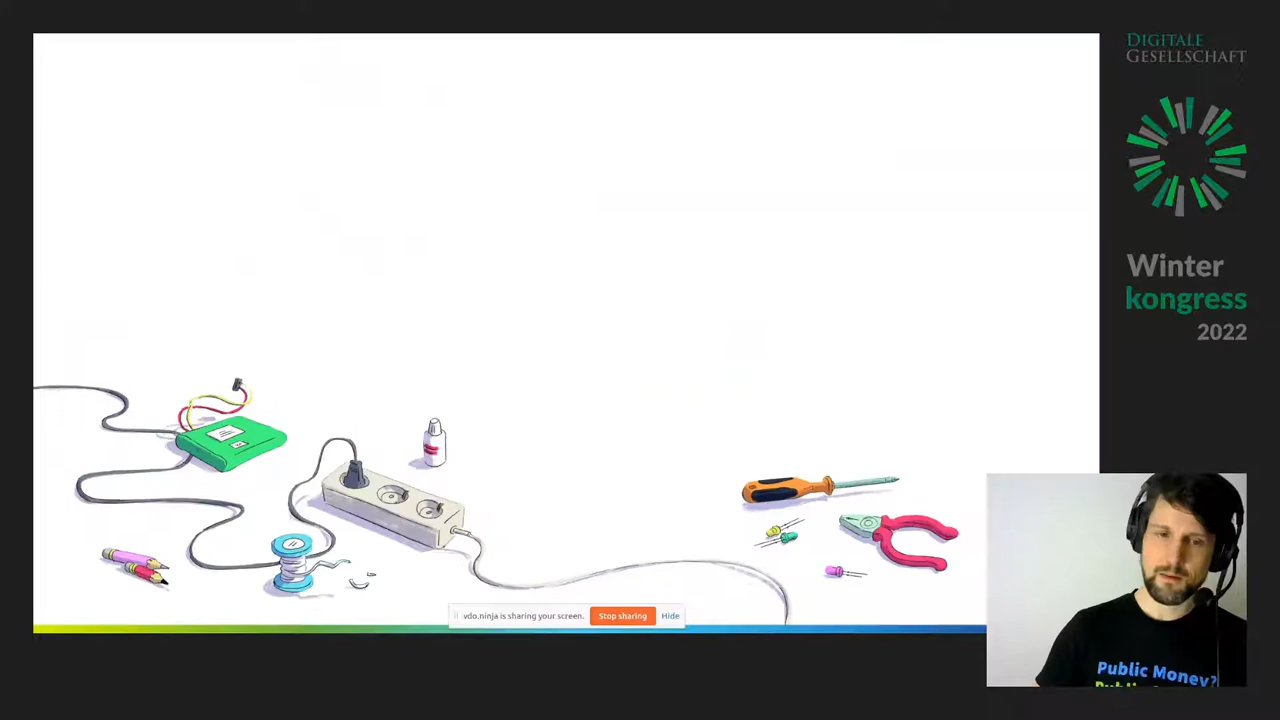 DIGITALE
GESELLSCHAFT
Winter
kongress
2022
vdo.ninja is sharing your screen. Stop sharing Hide
Public Money?